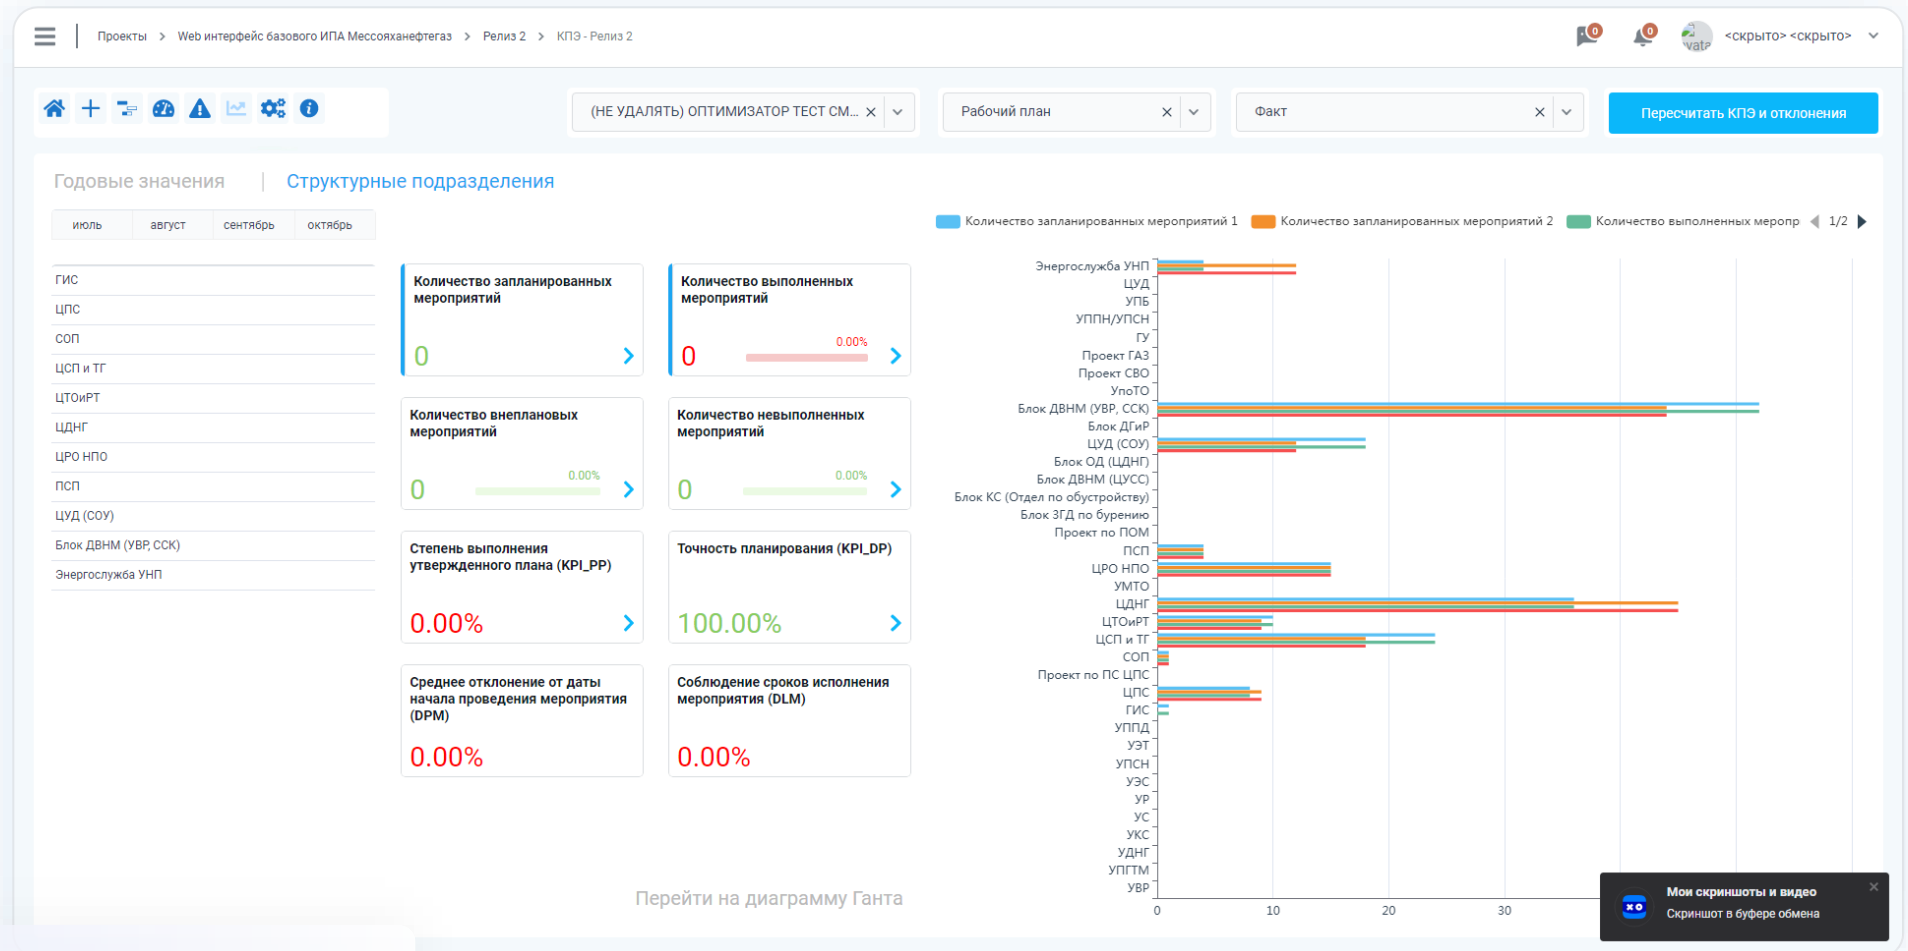 Проекты > Web интерфейс базового ИПА Мессояханефтегаз > Релиз 2 > КПЭ - Релиз 2
0
0
<скрыто> <скрыто>
(НЕ УДАЛЯТЬ) ОПТИМИЗАТОР ТЕСТ СМ...
Рабочий план
Факт
Пересчитать КПЭ и отклонения
Годовые значения | Структурные подразделения
июль
август
сентябрь
октябрь
ГИС
ЦПС
СОП
ЦСП и ТГ
ЦТОиРТ
ЦДНГ
ЦРО НПО
ПСП
ЦУД (СОУ)
Блок ДВНМ (УВР, ССК)
Энергослужба УНП
Количество запланированных
мероприятий
0
Количество выполненных
мероприятий
0.00%
0
Количество внеплановых
мероприятий
0.00%
0
Количество невыполненных
мероприятий
0.00%
0
Степень выполнения
утвержденного плана (KPI_PP)
0.00%
Точность планирования (KPI_DP)
100.00%
Среднее отклонение от даты
начала проведения мероприятия
(DPM)
0.00%
Соблюдение сроков исполнения
мероприятия (DLM)
0.00%
Перейти на диаграмму Ганта
Количество запланированных мероприятий 1
Количество запланированных мероприятий 2
Количество выполненных меропр
1/2
Энергослужба УНП
ЦУД
УПБ
УППН/УПСН
ГУ
Проект ГАЗ
Проект СВО
УпоТО
Блок ДВНМ (УВР, ССК)
Блок ДГиР
ЦУД (СОУ)
Блок ОД (ЦДНГ)
Блок ДВНМ (ЦУСС)
Блок КС (Отдел по обустройству)
Блок ЗГД по бурению
Проект по ПОМ
ПСП
ЦРО НПО
УМТО
ЦДНГ
ЦТОиРТ
ЦСП и ТГ
СОП
Проект по ПС ЦПС
ЦПС
ГИС
УППД
УЭТ
УПСН
УЭС
УР
УС
УКС
УДНГ
УПГТМ
УВР
0
10
20
30
Мои скриншоты и видео
Скриншот в буфере обмена